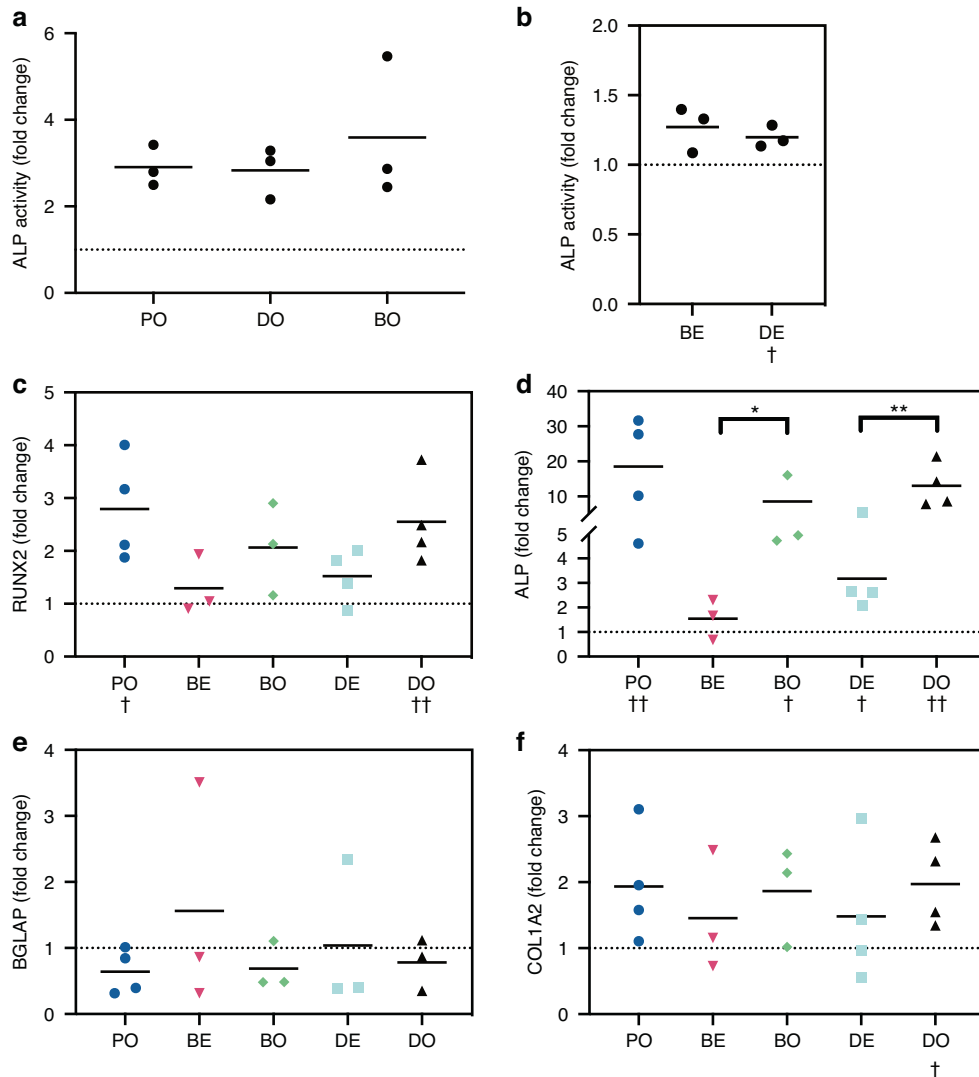 a
ALP activity (fold change)
6
4
2
0
PO DO BO
b
ALP activity (fold change)
2.0
1.5
1.0
0.5
0.0
BE DE
†
c
RUNX2 (fold change)
5
4
3
2
1
0
PO BE BO DE DO
† ††
d
ALP (fold change)
40
30
20
10
5
4
3
2
1
0
* **
PO BE BO DE DO
†† † † ††
e
BGLAP (fold change)
4
3
2
1
0
PO BE BO DE DO
f
COL1A2 (fold change)
4
3
2
1
0
PO BE BO DE DO
†